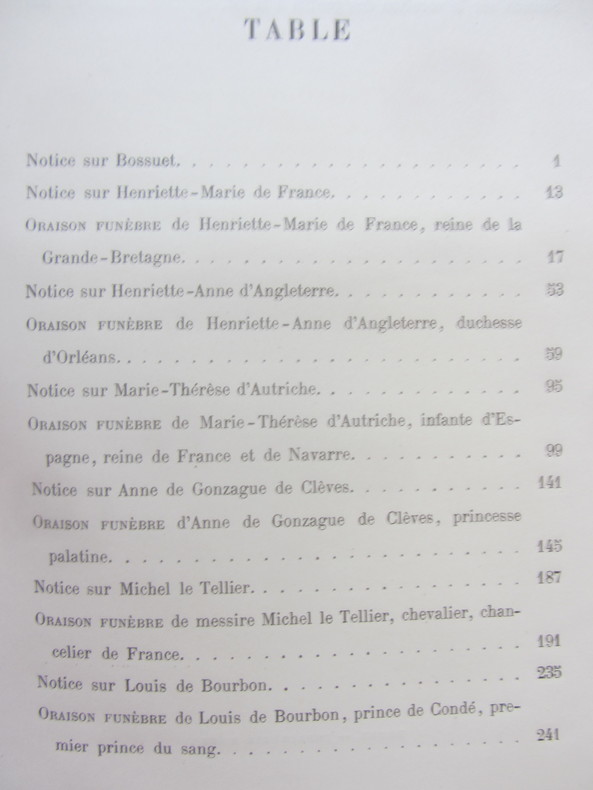 TABLE
Notice sur Bossuet. . . . . . . . . . . . . . . . . . 1
Notice sur Henriette-Marie de France. . . . . . . . . . 13
ORAISON FUNÈBRE de Henriette-Marie de France, reine de la
Grande-Bretagne. . . . . . . . . . . . . . . . . . 17
Notice sur Henriette-Anne d'Angleterre. . . . . . . . . . 53
ORAISON FUNÈBRE de Henriette-Anne d'Angleterre, duchesse
d'Orléans. . . . . . . . . . . . . . . . . . . . . 59
Notice sur Marie-Thérèse d'Autriche. . . . . . . . . . . 95
ORAISON FUNÈBRE de Marie-Thérèse d'Autriche, infante d'Es-
pagne, reine de France et de Navarre. . . . . . . . . 99
Notice sur Anne de Gonzague de Clèves. . . . . . . . . 141
ORAISON FUNÈBRE d'Anne de Gonzague de Clèves, princesse
palatine. . . . . . . . . . . . . . . . . . . . . 145
Notice sur Michel le Tellier. . . . . . . . . . . . . . 187
ORAISON FUNÈBRE de messire Michel le Tellier, chevalier, chan-
celier de France. . . . . . . . . . . . . . . . . . 191
Notice sur Louis de Bourbon. . . . . . . . . . . . . . 235
ORAISON FUNÈBRE de Louis de Bourbon, prince de Condé, pre-
mier prince du sang. . . . . . . . . . . . . . . . 241